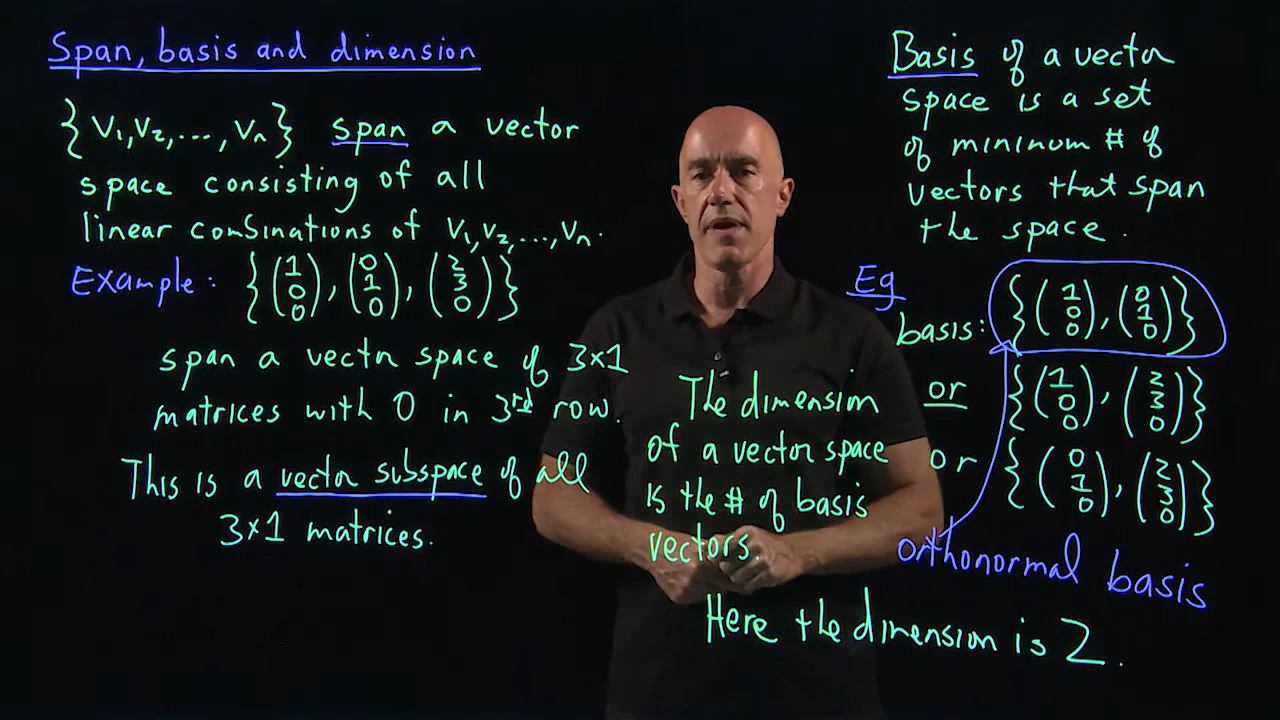 Span, basis and dimension
{v₁, v₂, ..., vₙ} span a vector
space consisting of all
linear combinations of v₁, v₂, ..., vₙ.
Example: {(1 0 0), (0 1 0), (2 3 0)}
span a vector space of 3x1
matrices with 0 in 3rd row.
This is a vector subspace of all
3x1 matrices.
The dimension
of a vector space
is the # of basis
vectors.
Here the dimension is 2.
Basis of a vector
space is a set
of mininum # of
vectors that span
the space.
Eg
basis: {(1 0 0), (0 1 0)}
or {(1 0 0), (2 3 0)}
or {(0 1 0), (2 3 0)}
orthonormal basis